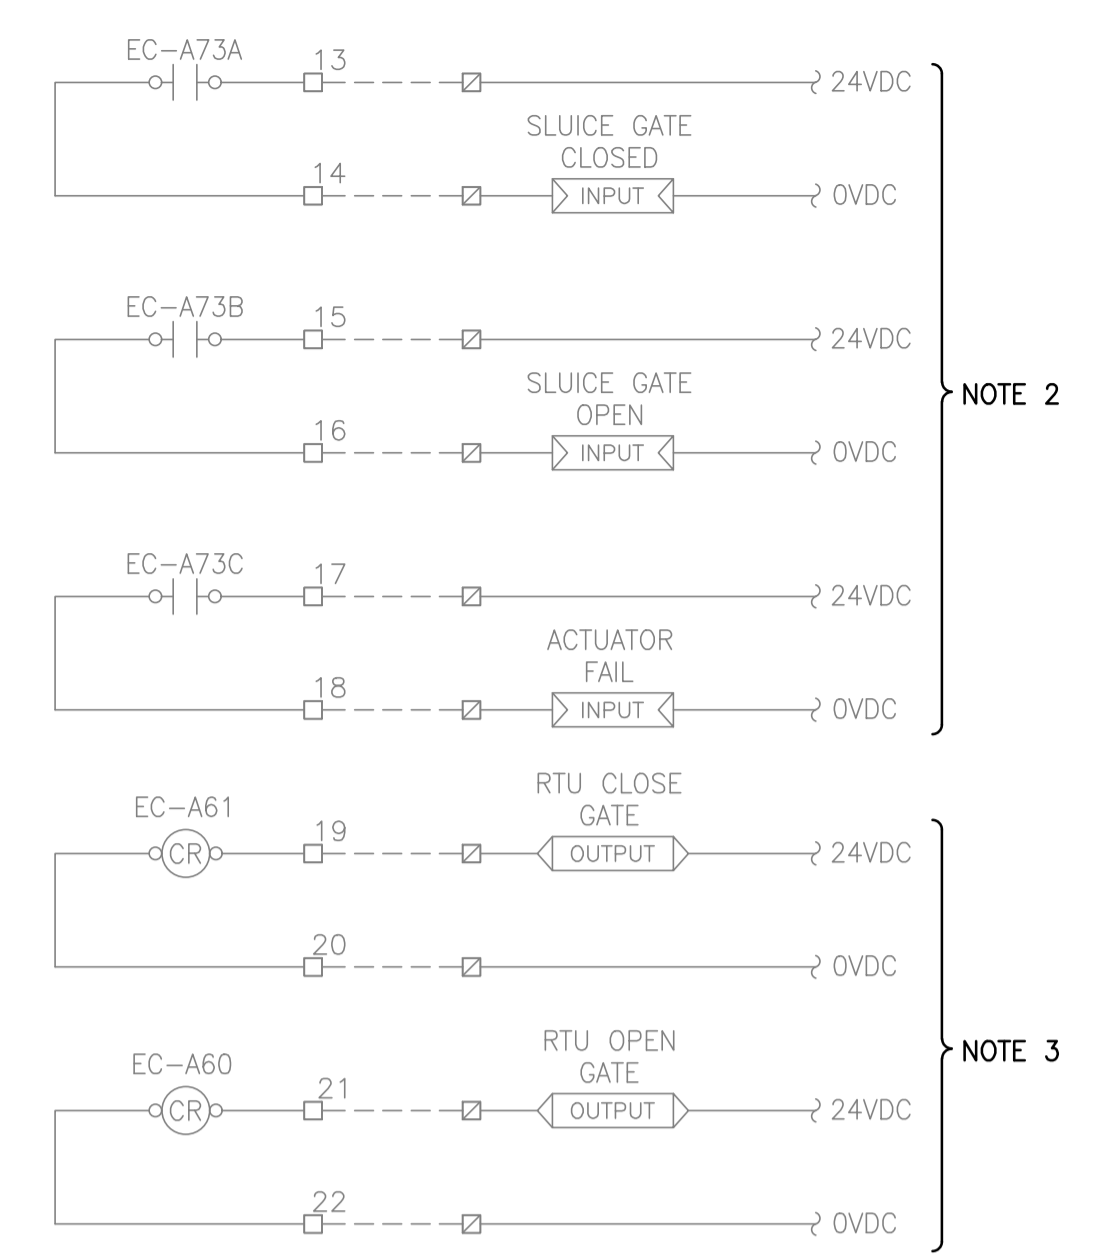 EC-A73A
13
24VDC
SLUICE GATE
CLOSED
14
INPUT
0VDC
EC-A73B
15
24VDC
SLUICE GATE
OPEN
NOTE 2
16
INPUT
0VDC
EC-A73C
17
24VDC
ACTUATOR
FAIL
18
INPUT
0VDC
RTU CLOSE
GATE
EC-A61
19
CR
OUTPUT
24VDC
20
0VDC
RTU OPEN
GATE
NOTE 3
EC-A60
21
CR
OUTPUT
24VDC
22
0VDC